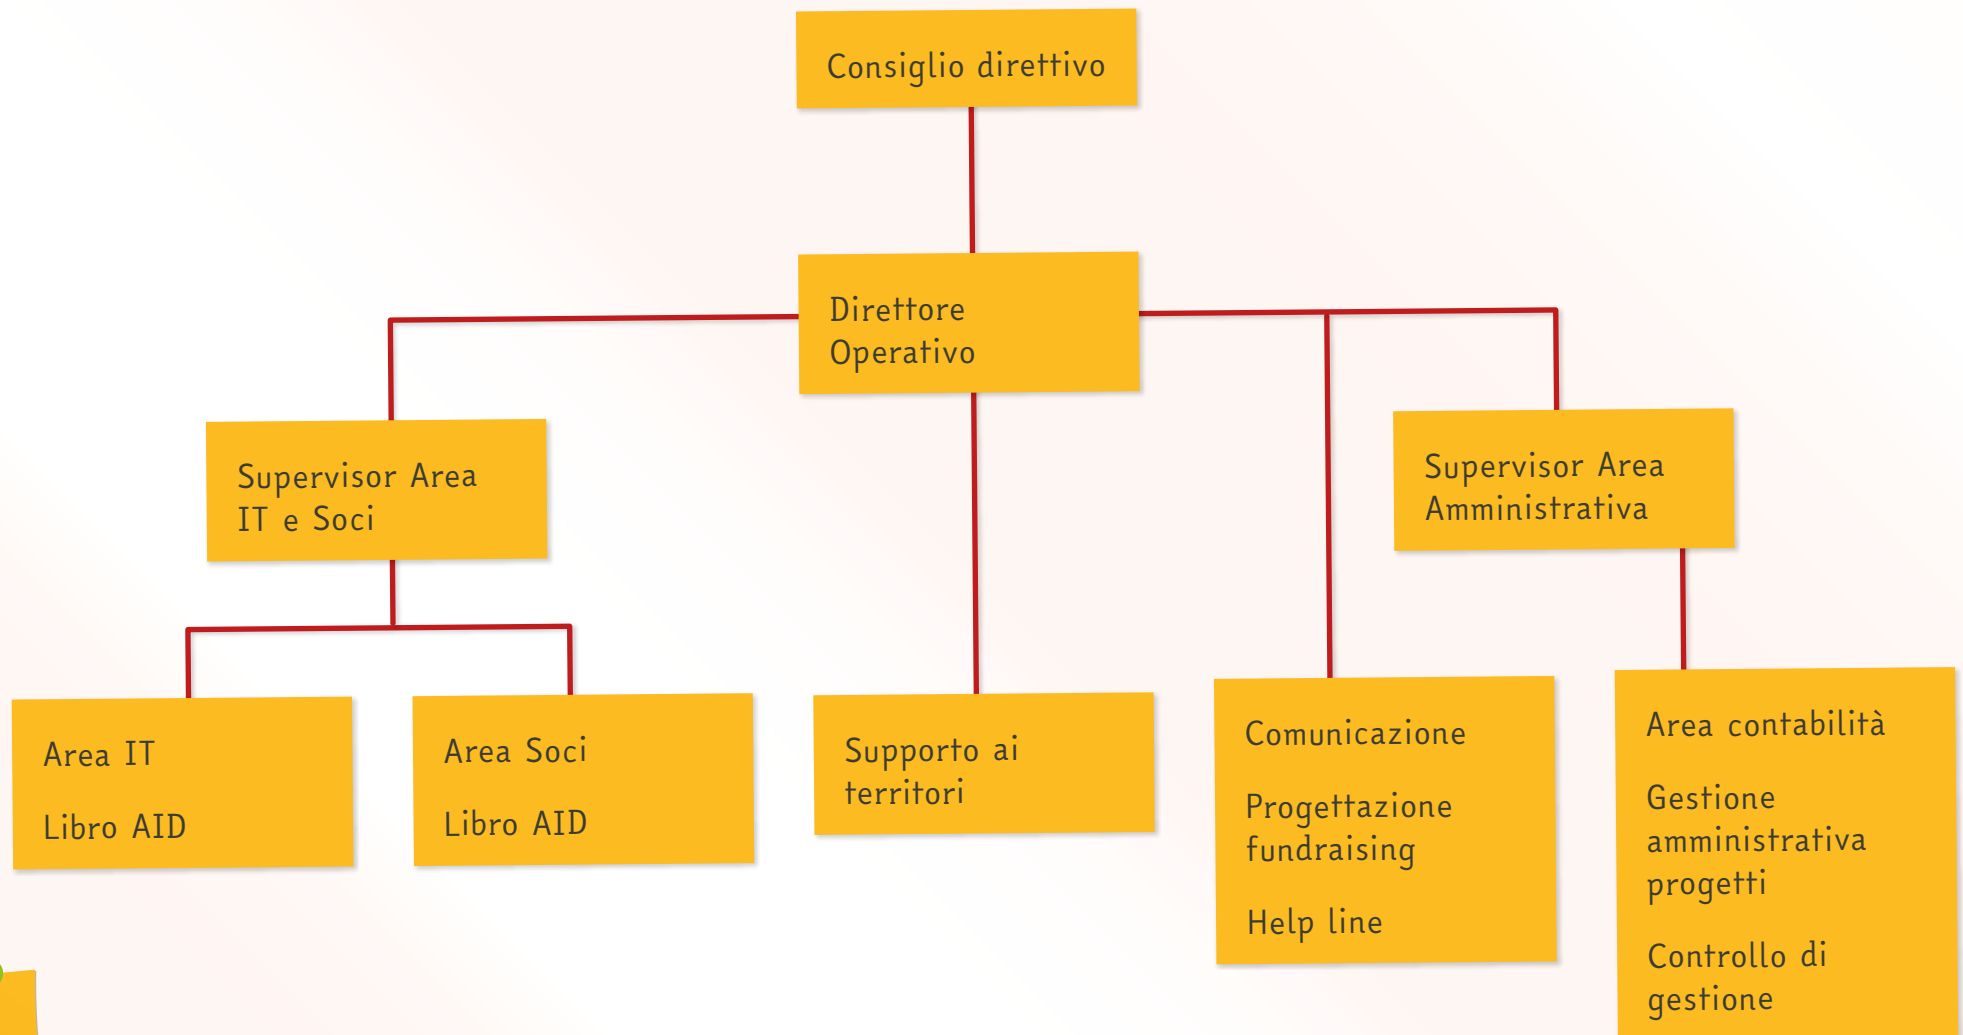 Consiglio direttivo
Direttore
Operativo
Supervisor Area
IT e Soci
Supervisor Area
Amministrativa
Area IT
Libro AID
Area Soci
Libro AID
Supporto ai
territori
Comunicazione
Progettazione
fundraising
Help line
Area contabilità
Gestione
amministrativa
progetti
Controllo di
gestione